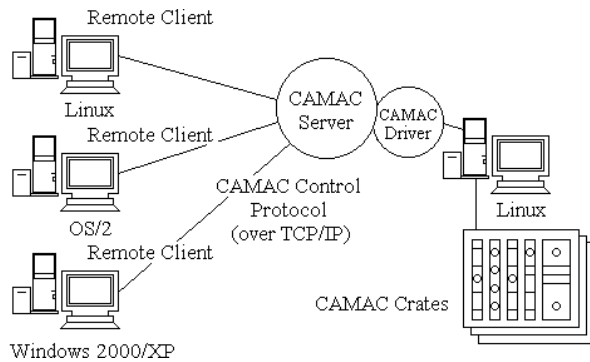 Remote Client
Linux
Remote Client
OS/2
Remote Client
Windows 2000/XP
CAMAC
Server
CAMAC
Driver
CAMAC Control
Protocol
(over TCP/IP)
Linux
CAMAC Crates